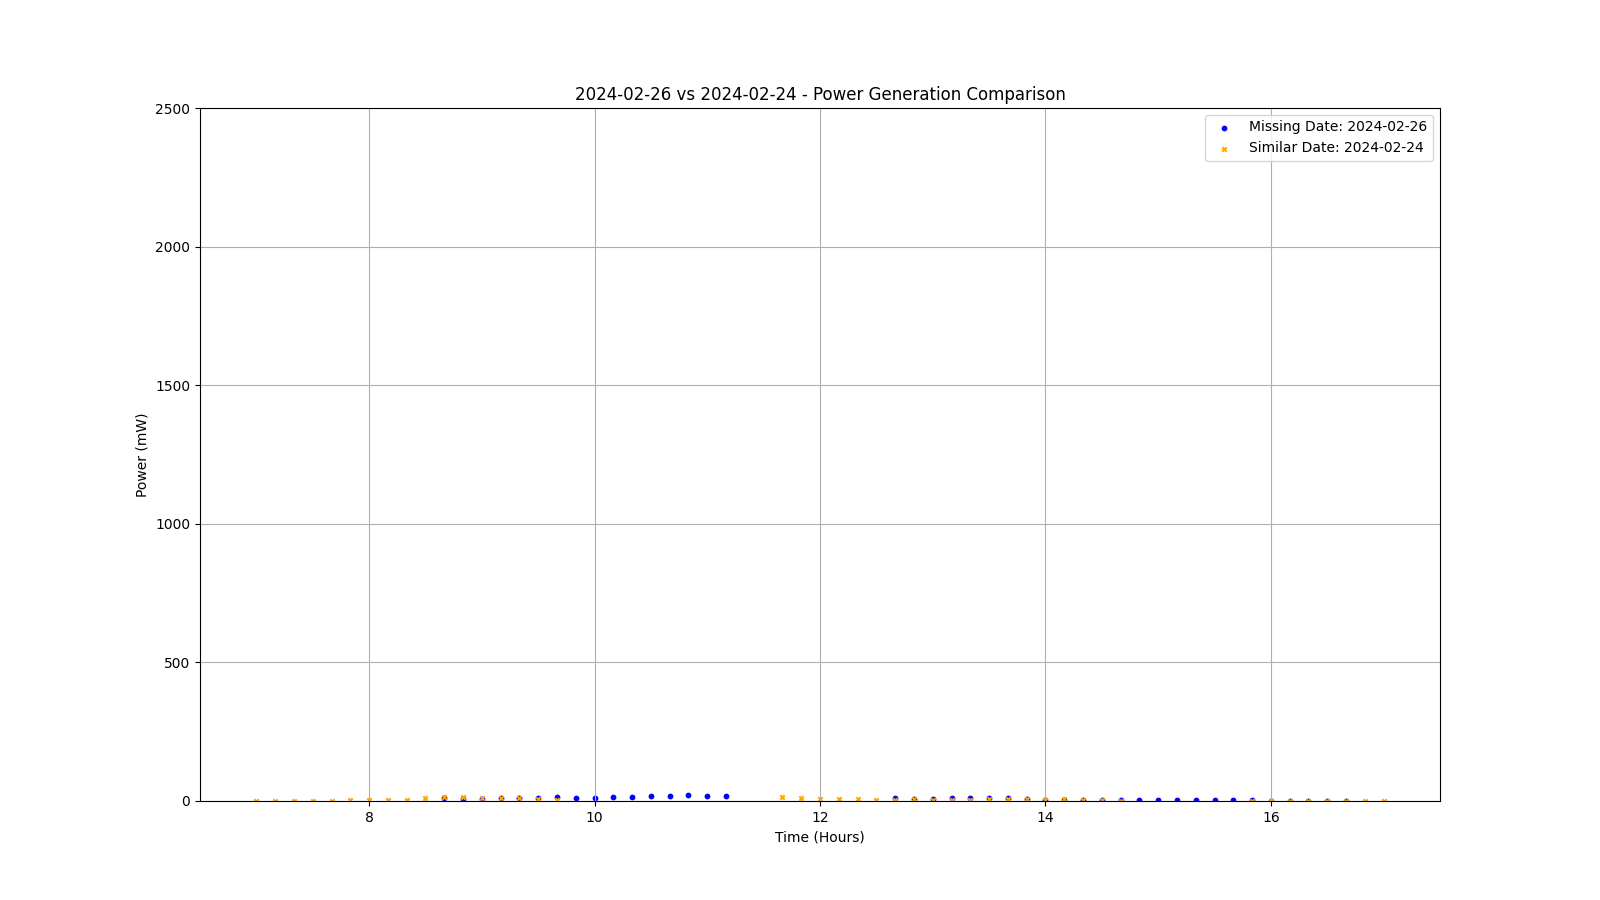 2024-02-26 vs 2024-02-24 - Power Generation Comparison
Missing Date: 2024-02-26
Similar Date: 2024-02-24
2500
2000
1500
1000
500
0
Power (mW)
8 10 12 14 16
Time (Hours)